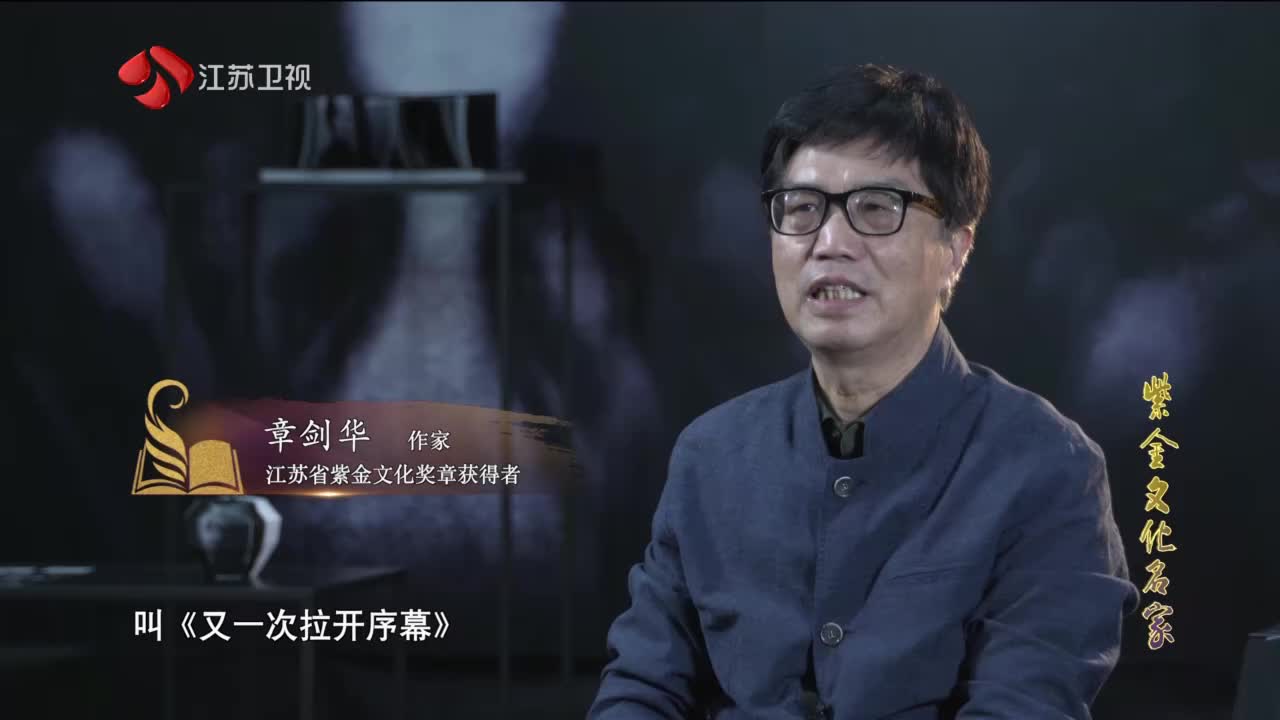 江苏卫视
章剑华 作家
江苏省紫金文化奖章获得者
紫金文化名家
叫《又一次拉开序幕》